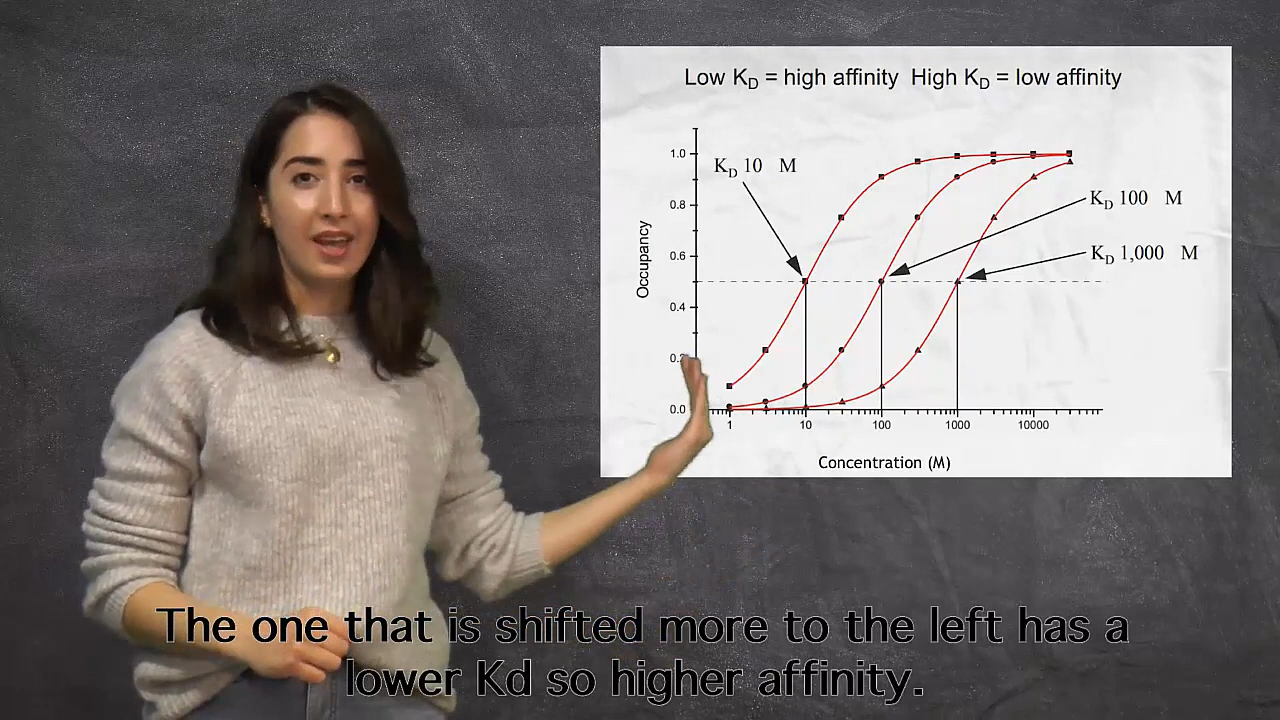 Low KD = high affinity  High KD = low affinity
KD 10   M
KD 100   M
KD 1,000   M
1.0
0.8
0.6
0.4
0.2
0.0
Occupancy
1 10 100 1000 10000
Concentration (M)
The one that is shifted more to the left has a
lower Kd so higher affinity.